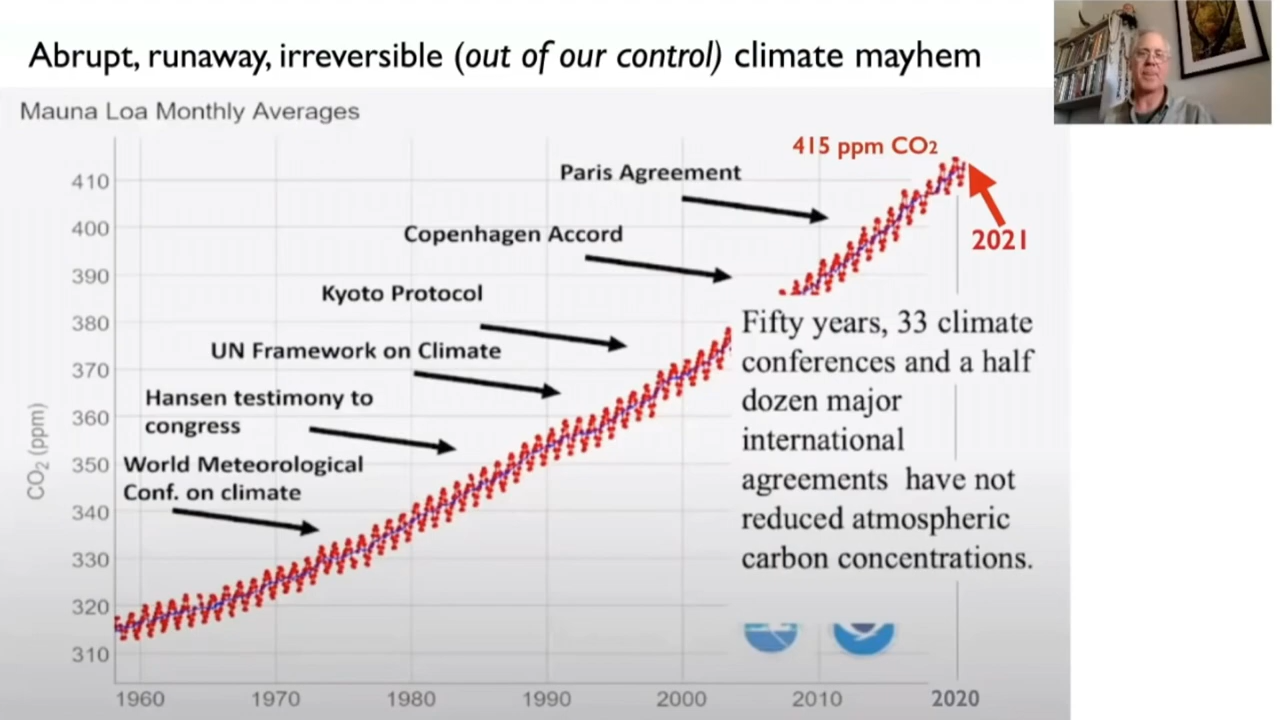 Abrupt, runaway, irreversible (out of our control) climate mayhem
Mauna Loa Monthly Averages
415 ppm CO2
2021
Paris Agreement
Copenhagen Accord
Kyoto Protocol
UN Framework on Climate
Hansen testimony to
congress
World Meteorological
Conf. on climate
Fifty years, 33 climate
conferences and a half
dozen major
international
agreements have not
reduced atmospheric
carbon concentrations.
CO2 (ppm)
410
400
390
380
370
360
350
340
330
320
310
1960 1970 1980 1990 2000 2010 2020